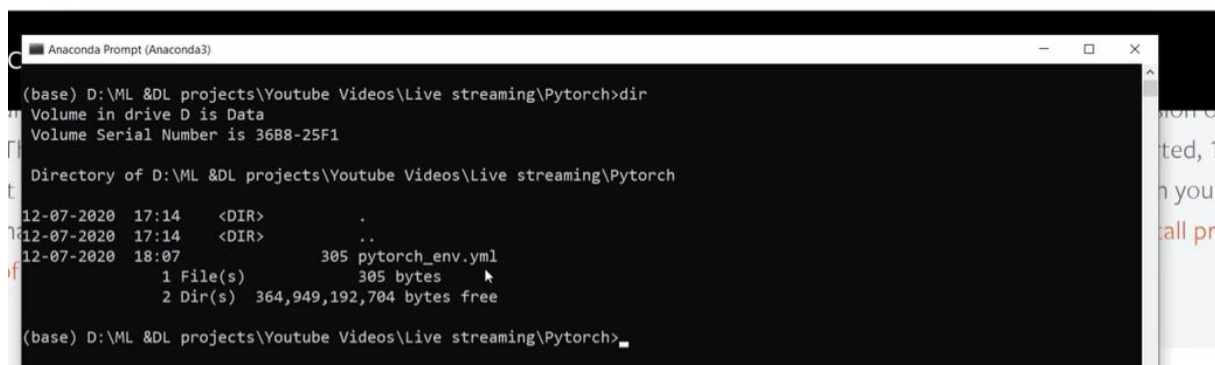 Anaconda Prompt (Anaconda3)
(base) D:\ML &DL projects\Youtube Videos\Live streaming\Pytorch>dir
Volume in drive D is Data
Volume Serial Number is 36B8-25F1
Directory of D:\ML &DL projects\Youtube Videos\Live streaming\Pytorch
12-07-2020 17:14 <DIR> .
12-07-2020 17:14 <DIR> ..
12-07-2020 18:07 305 pytorch_env.yml
1 File(s) 305 bytes
2 Dir(s) 364,949,192,704 bytes free
(base) D:\ML &DL projects\Youtube Videos\Live streaming\Pytorch>
you